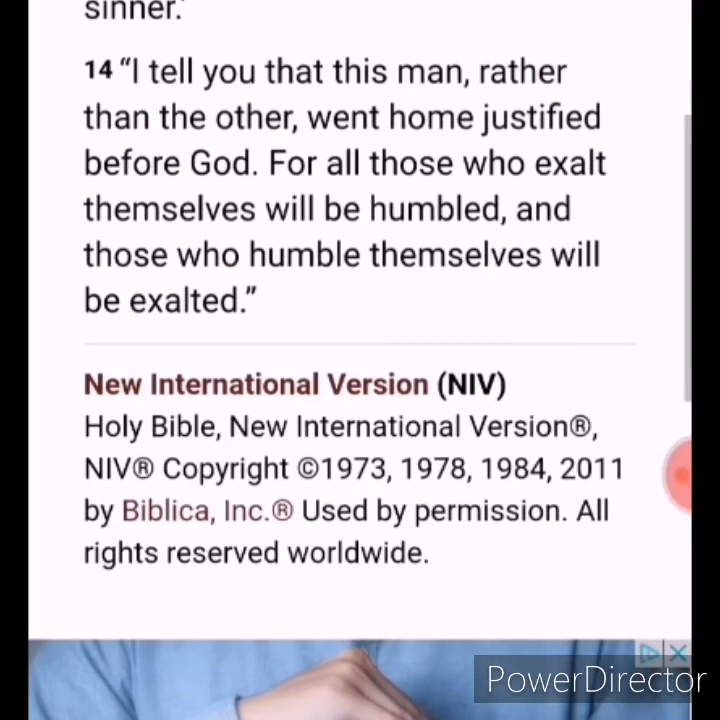 sinner.'
14 “I tell you that this man, rather
than the other, went home justified
before God. For all those who exalt
themselves will be humbled, and
those who humble themselves will
be exalted.”
New International Version (NIV)
Holy Bible, New International Version®,
NIV® Copyright ©1973, 1978, 1984, 2011
by Biblica, Inc.® Used by permission. All
rights reserved worldwide.
PowerDirector